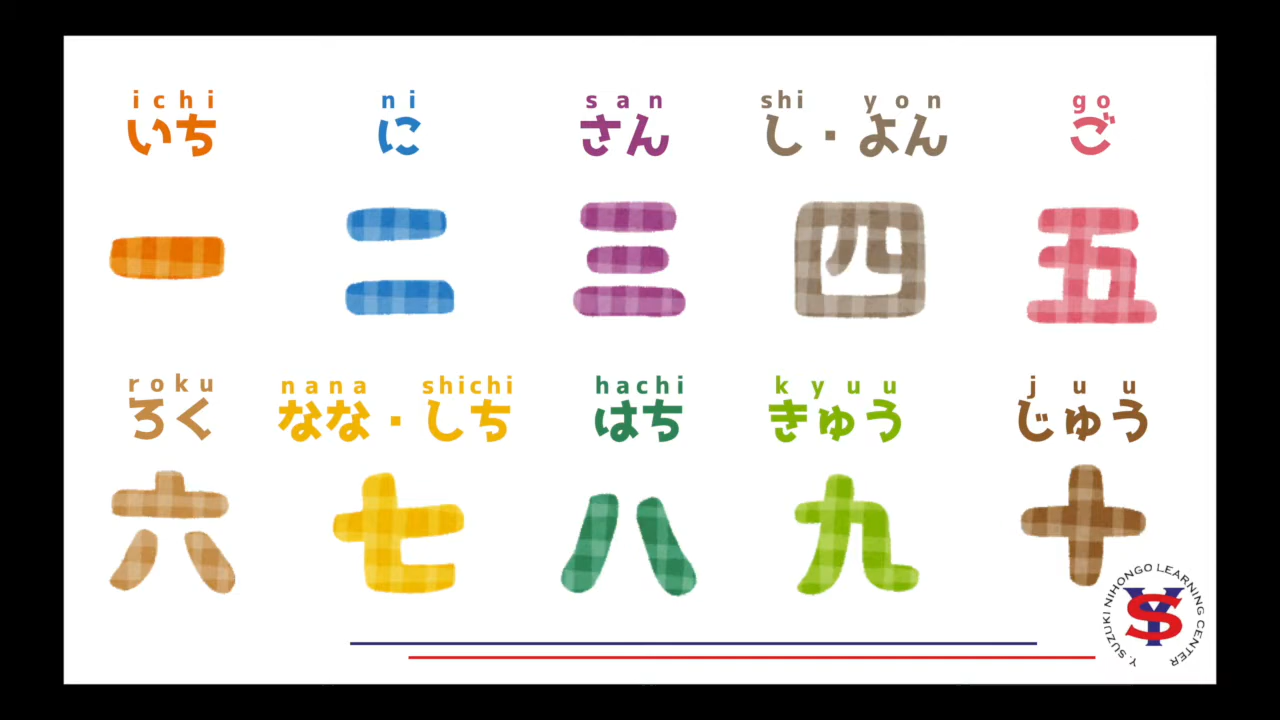 ichi ni san shi yon go
いち に さん し・よん ご
一 二 三 四 五
roku nana shichi hachi kyuu juu
ろく なな・しち はち きゅう じゅう
六 七 八 九 十
Y. SUZUKI NIHONGO LEARNING CENTER
YS